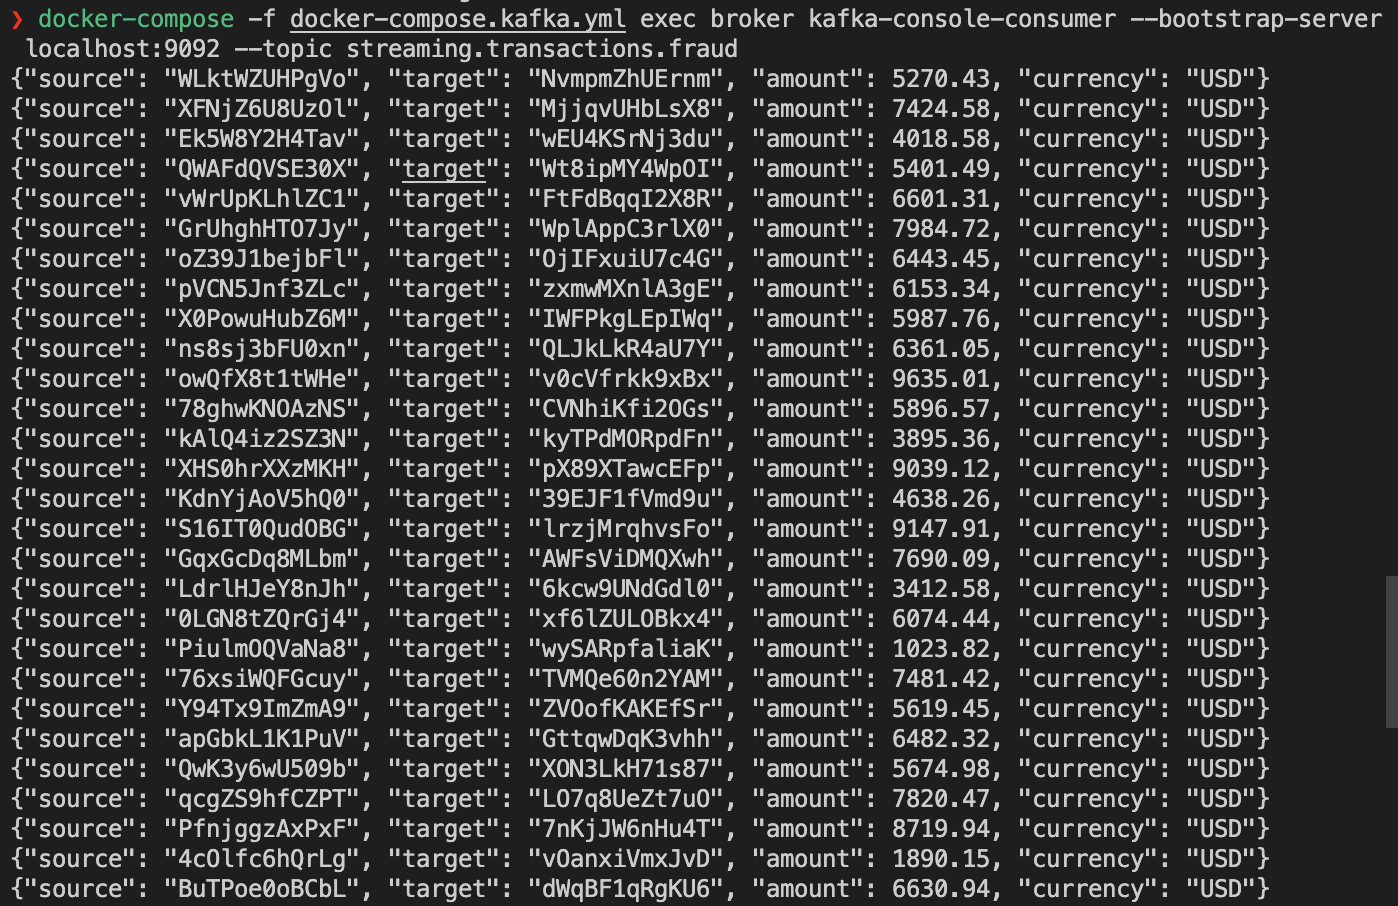 ❯ docker-compose -f docker-compose.kafka.yml exec broker kafka-console-consumer --bootstrap-server
localhost:9092 --topic streaming.transactions.fraud
{"source": "WLktWZUHPgVo", "target": "NvmpmZhUErnm", "amount": 5270.43, "currency": "USD"}
{"source": "XFNjZ6U8UzOl", "target": "MjjqvUHbLsX8", "amount": 7424.58, "currency": "USD"}
{"source": "Ek5W8Y2H4Tav", "target": "wEU4KSrNj3du", "amount": 4018.58, "currency": "USD"}
{"source": "QWAFdQVSE30X", "target": "Wt8ipMY4WpOI", "amount": 5401.49, "currency": "USD"}
{"source": "vWrUpKLhlZC1", "target": "FtFdBqqI2X8R", "amount": 6601.31, "currency": "USD"}
{"source": "GrUhghHTO7Jy", "target": "WplAppC3rlX0", "amount": 7984.72, "currency": "USD"}
{"source": "oZ39J1bejbFl", "target": "OjIFxuiU7c4G", "amount": 6443.45, "currency": "USD"}
{"source": "pVCN5Jnf3ZLc", "target": "zxmwMXnlA3gE", "amount": 6153.34, "currency": "USD"}
{"source": "X0PowuHubZ6M", "target": "IWFPkgLEpIWq", "amount": 5987.76, "currency": "USD"}
{"source": "ns8sj3bFU0xn", "target": "QLJkLkR4aU7Y", "amount": 6361.05, "currency": "USD"}
{"source": "owQfX8t1tWHe", "target": "v0cVfrkk9xBx", "amount": 9635.01, "currency": "USD"}
{"source": "78ghwKNOAzNS", "target": "CVNhiKfi2OGs", "amount": 5896.57, "currency": "USD"}
{"source": "kAlQ4iz2SZ3N", "target": "kyTPdMORpdFn", "amount": 3895.36, "currency": "USD"}
{"source": "XHS0hrXXzMKH", "target": "pX89XTawcEFp", "amount": 9039.12, "currency": "USD"}
{"source": "KdnYjAoV5hQ0", "target": "39EJF1fVmd9u", "amount": 4638.26, "currency": "USD"}
{"source": "S16IT0QudOBG", "target": "lrzjMrqhvsFo", "amount": 9147.91, "currency": "USD"}
{"source": "GqxGcDq8MLbm", "target": "AWFsViDMQXwh", "amount": 7690.09, "currency": "USD"}
{"source": "LdrlHJeY8nJh", "target": "6kcw9UNdGdl0", "amount": 3412.58, "currency": "USD"}
{"source": "0LGN8tZQrGj4", "target": "xf6lZULOBkx4", "amount": 6074.44, "currency": "USD"}
{"source": "PiulmOQVaNa8", "target": "wySARpfaliaK", "amount": 1023.82, "currency": "USD"}
{"source": "76xsiWQFGcuy", "target": "TVMQe60n2YAM", "amount": 7481.42, "currency": "USD"}
{"source": "Y94Tx9ImZmA9", "target": "ZVOofKAKEfSr", "amount": 5619.45, "currency": "USD"}
{"source": "apGbkL1K1PuV", "target": "GttqwDqK3vhh", "amount": 6482.32, "currency": "USD"}
{"source": "QwK3y6wU509b", "target": "XON3LkH71s87", "amount": 5674.98, "currency": "USD"}
{"source": "qcgZS9hfCZPT", "target": "LO7q8UeZt7uO", "amount": 7820.47, "currency": "USD"}
{"source": "PfnjggzAxPxF", "target": "7nKjJW6nHu4T", "amount": 8719.94, "currency": "USD"}
{"source": "4cOlfc6hQrLg", "target": "vOanxiVmxJvD", "amount": 1890.15, "currency": "USD"}
{"source": "BuTPoe0oBCbL", "target": "dWqBF1qRgKU6", "amount": 6630.94, "currency": "USD"}